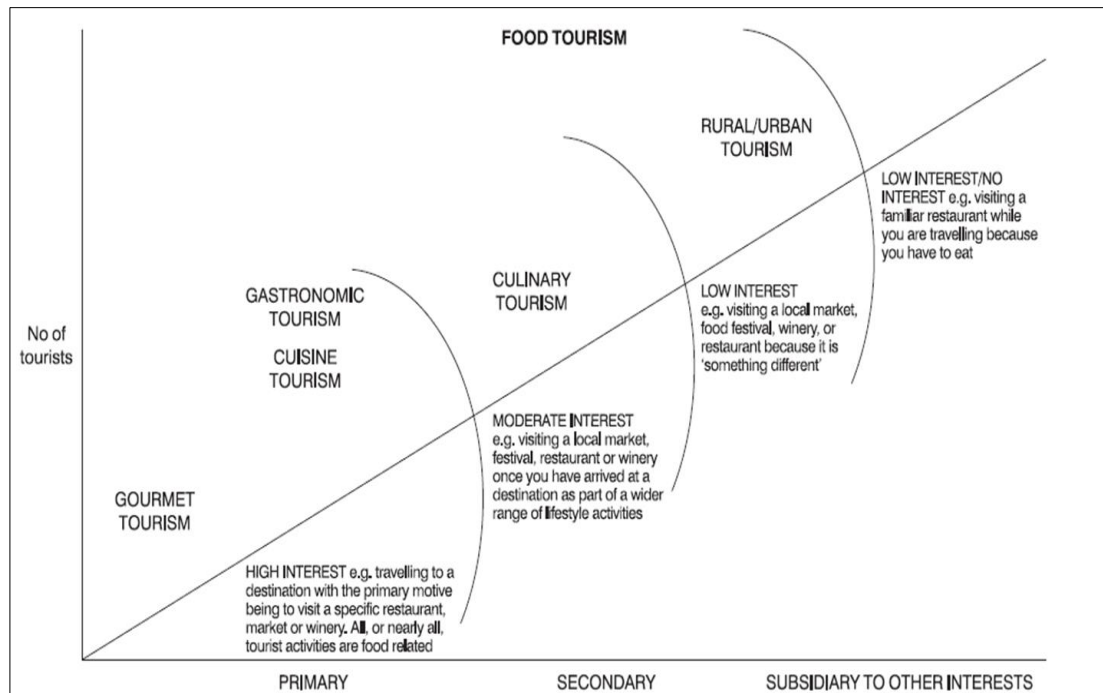 FOOD TOURISM
RURAL/URBAN
TOURISM
LOW INTEREST/NO
INTEREST e.g. visiting a
familiar restaurant while
you are travelling because
you have to eat
GASTRONOMIC
TOURISM
CUISINE
TOURISM
CULINARY
TOURISM
LOW INTEREST
e.g. visiting a local market,
food festival, winery, or
restaurant because it is
‘something different’
No of
tourists
MODERATE INTEREST
e.g. visiting a local market,
festival, restaurant or winery
once you have arrived at a
destination as part of a wider
range of lifestyle activities
GOURMET
TOURISM
HIGH INTEREST e.g. travelling to a
destination with the primary motive
being to visit a specific restaurant,
market or winery. All, or nearly all,
tourist activities are food related
PRIMARY
SECONDARY
SUBSIDIARY TO OTHER INTERESTS